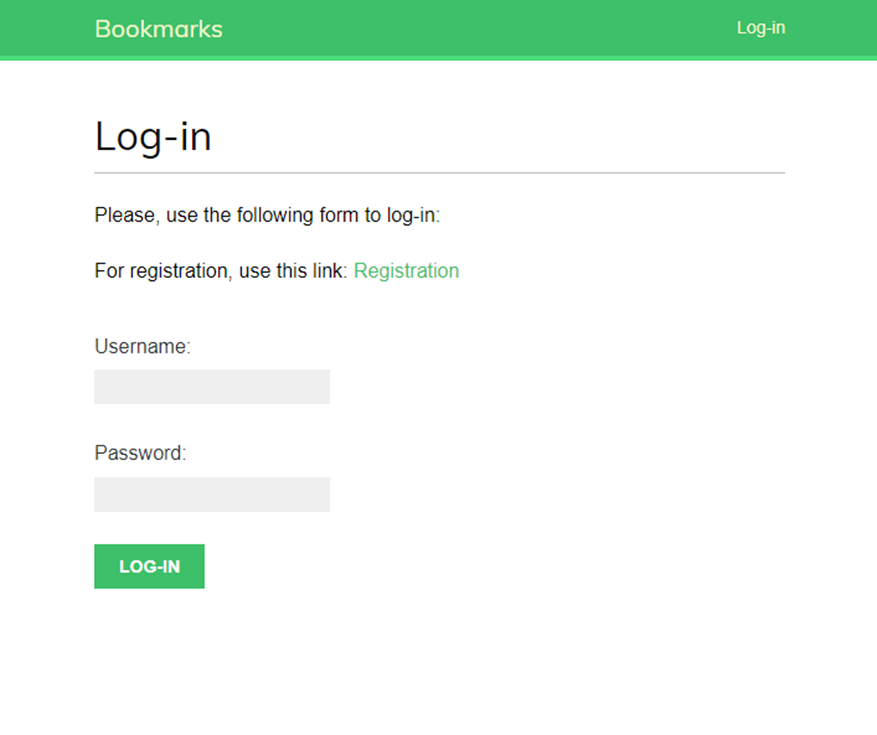 Bookmarks
Log-in
Log-in
Please, use the following form to log-in:
For registration, use this link: Registration
Username:
Password:
LOG-IN